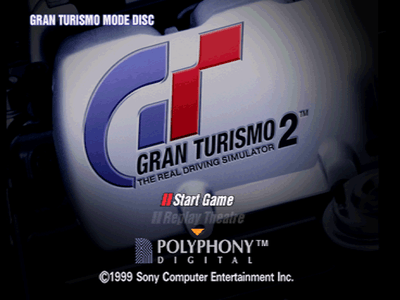 GRAN TURISMO MODE DISC
GRAN TURISMO 2™
THE REAL DRIVING SIMULATOR
Start Game
Replay Theatre
POLYPHONY™
DIGITAL
©1999 Sony Computer Entertainment Inc.